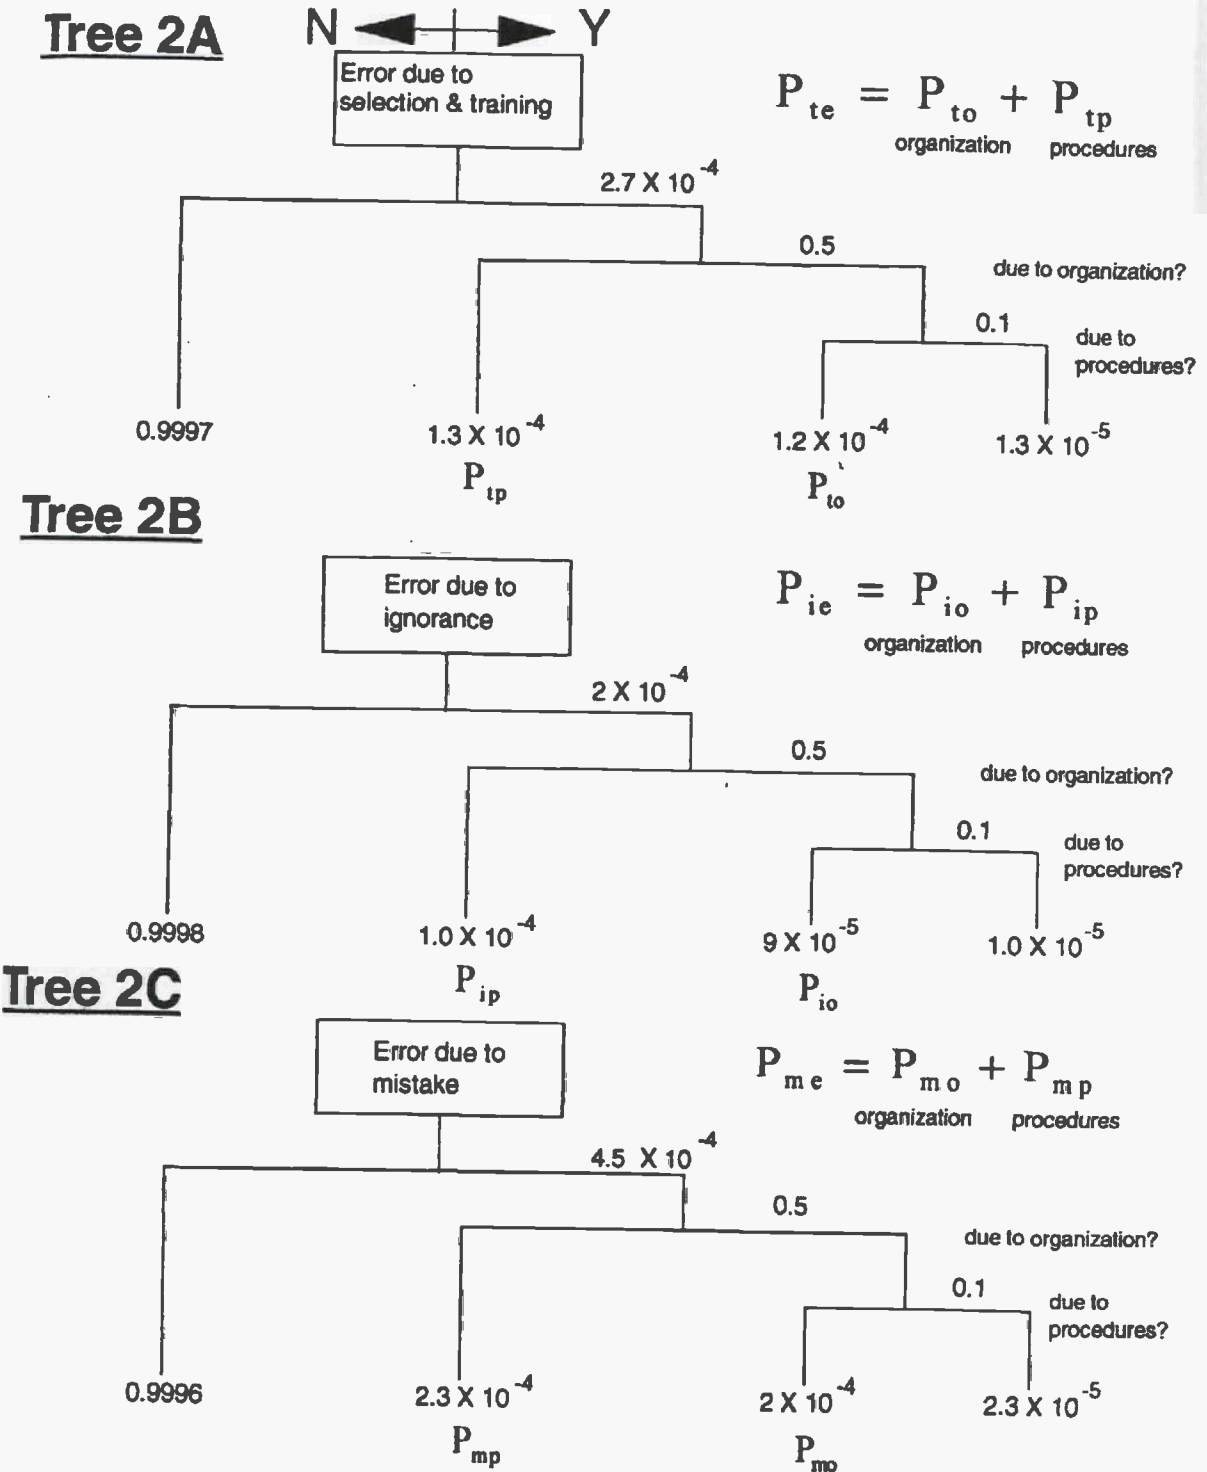 Tree 2A
N Y
Error due to
selection & training
P te = P to + P tp
organization procedures
2.7 X 10 -4
0.5
due to organization?
0.1
due to
procedures?
0.9997
1.3 X 10 -4
1.2 X 10 -4
1.3 X 10 -5
P tp
P to
Tree 2B
Error due to
ignorance
P ie = P io + P ip
organization procedures
2 X 10 -4
0.5
due to organization?
0.1
due to
procedures?
0.9998
1.0 X 10 -4
9 X 10 -5
1.0 X 10 -5
P ip
P io
Tree 2C
Error due to
mistake
P me = P mo + P mp
organization procedures
4.5 X 10 -4
0.5
due to organization?
0.1
due to
procedures?
0.9996
2.3 X 10 -4
2 X 10 -4
2.3 X 10 -5
P mp
P mo